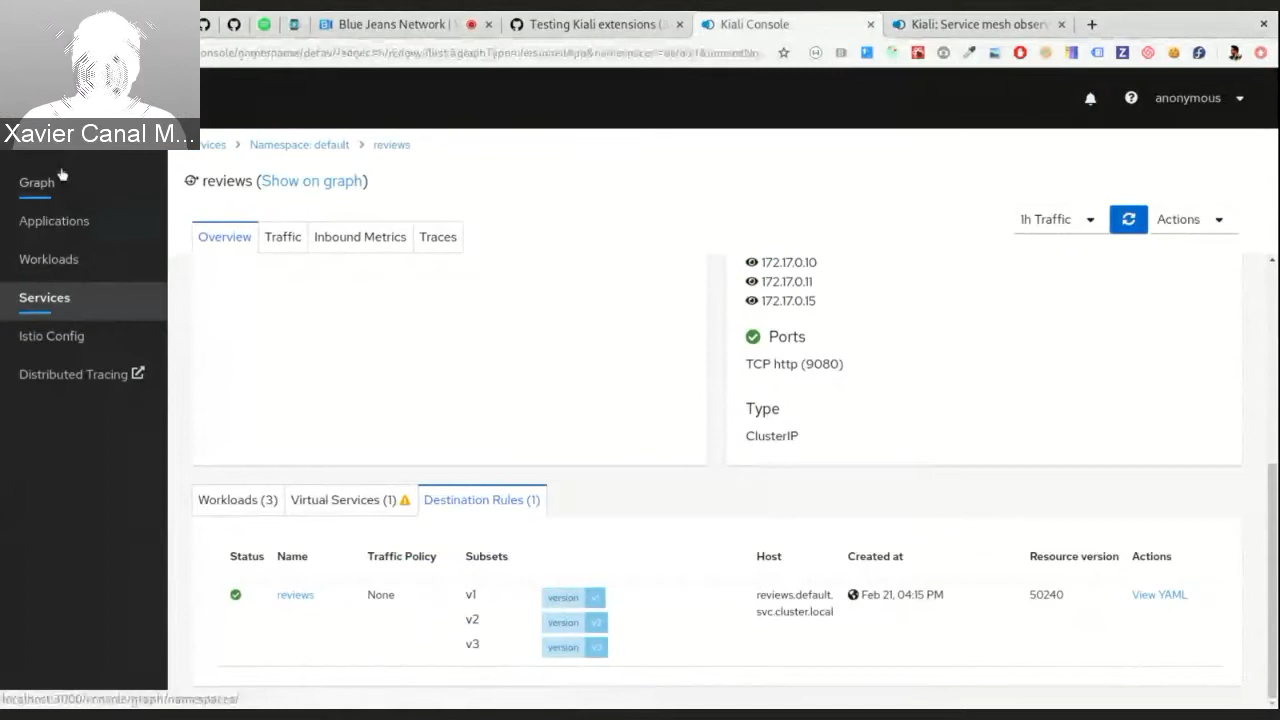 Blue Jeans Network |
Testing Kiali extensions (
Kiali Console
Kiali: Service mesh obser
anonymous
Xavier Canal M...
Namespace: default
reviews
Graph
Applications
Workloads
Services
Istio Config
Distributed Tracing
reviews (Show on graph)
1h Traffic
Actions
Overview
Traffic
Inbound Metrics
Traces
172.17.0.10
172.17.0.11
172.17.0.15
Ports
TCP http (9080)
Type
ClusterIP
Workloads (3)
Virtual Services (1)
Destination Rules (1)
Status Name Traffic Policy Subsets Host Created at Resource version Actions
reviews None v1 version v1 reviews.default. Feb 21, 04:15 PM 50240 View YAML
svc.cluster.local
v2 version v2
v3 version v3